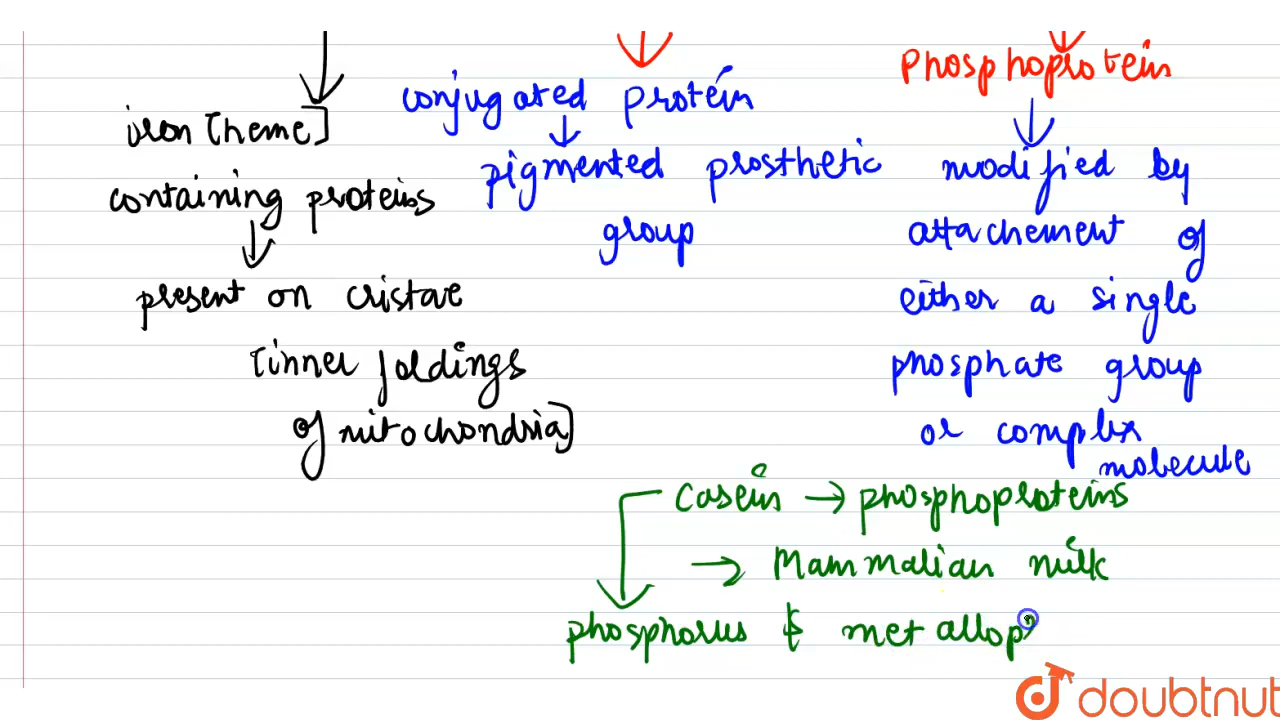 iron [heme]
containing proteins
present on cristae
[inner foldings
of mitochondria]
conjugated protein
pigmented prosthetic
group
phosphoprotein
modified by
attachement of
either a single
phosphate group
or complex
molecule
Casein → phosphoproteins
→ Mammalian milk
phosphorus & metallop
doubtnut